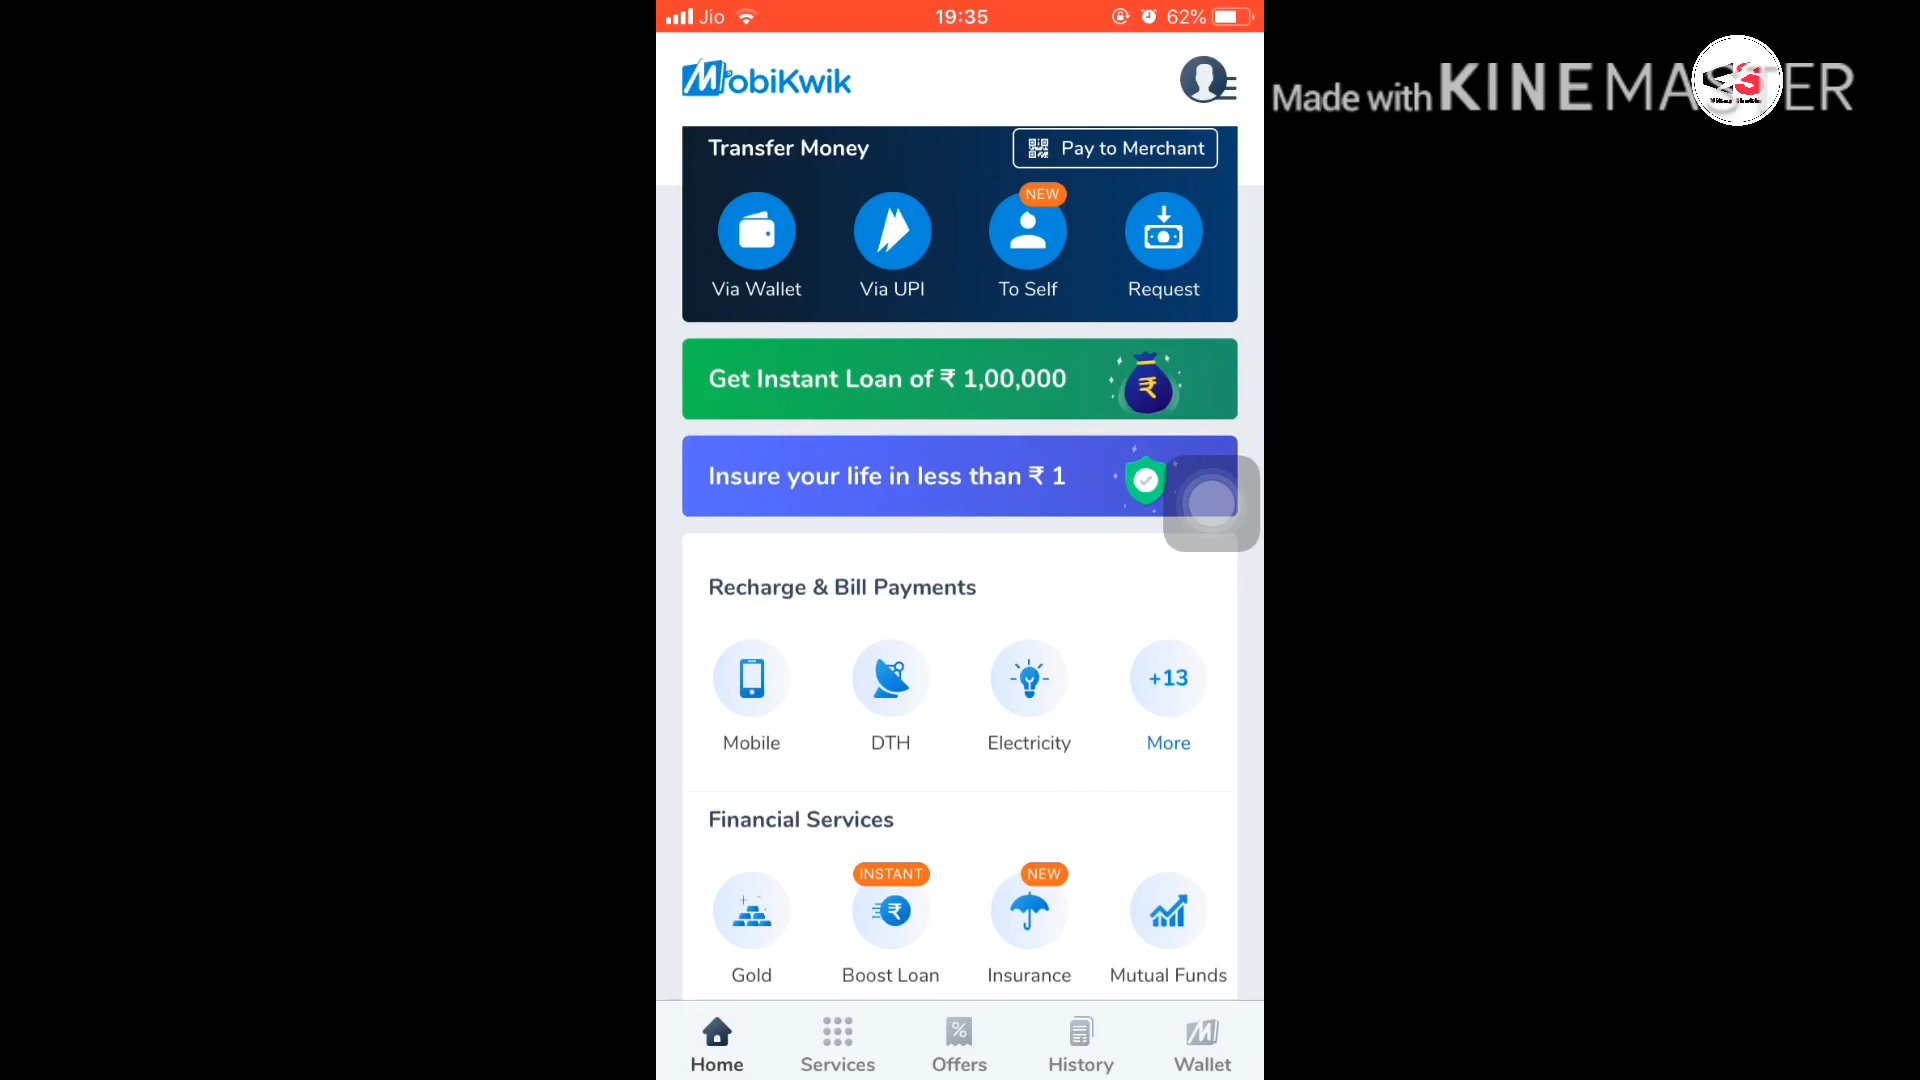 Jio 19:35 62%
MobiKwik
Made with KINEMASTER
Transfer Money
Pay to Merchant
NEW
Via Wallet Via UPI To Self Request
Get Instant Loan of ₹ 1,00,000
₹
Insure your life in less than ₹ 1
Recharge & Bill Payments
+13
Mobile DTH Electricity More
Financial Services
INSTANT NEW
₹
Gold Boost Loan Insurance Mutual Funds
%
Home Services Offers History Wallet